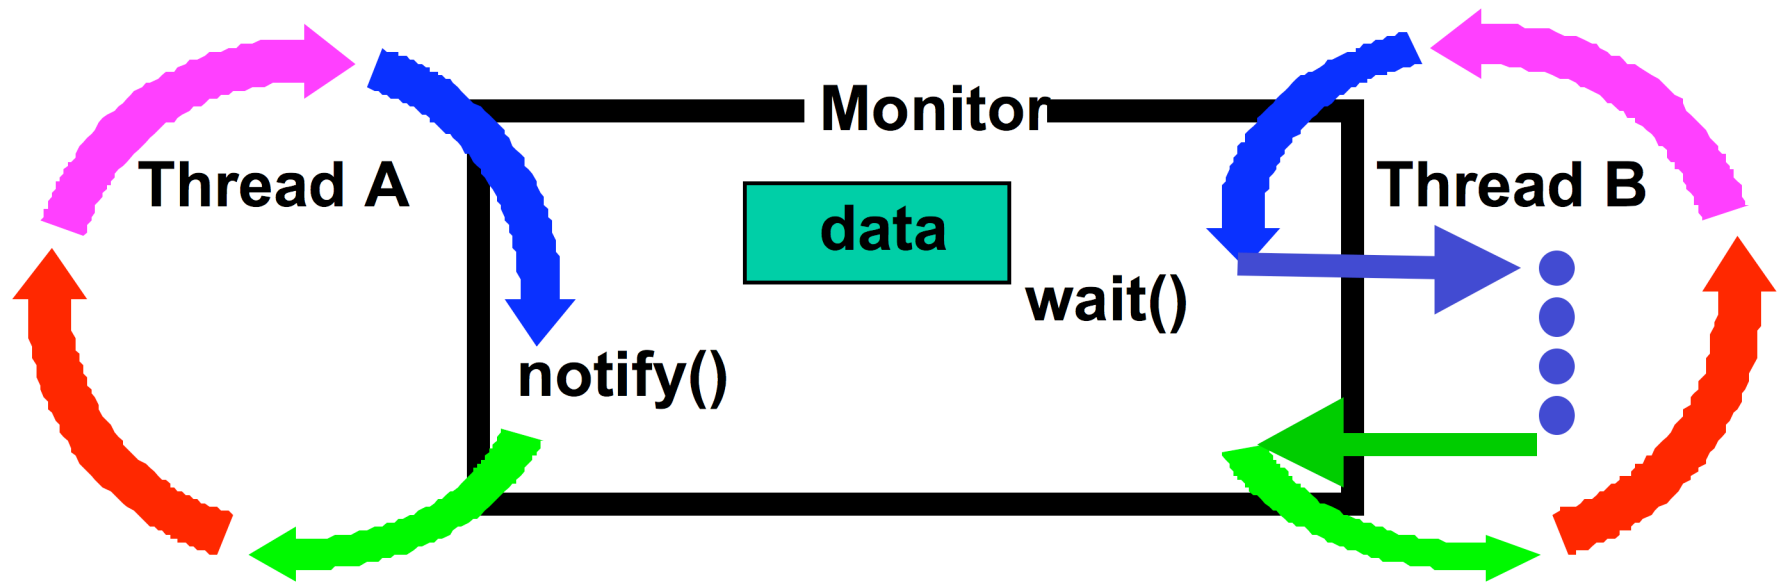 Monitor
Thread A
Thread B
data
wait()
notify()